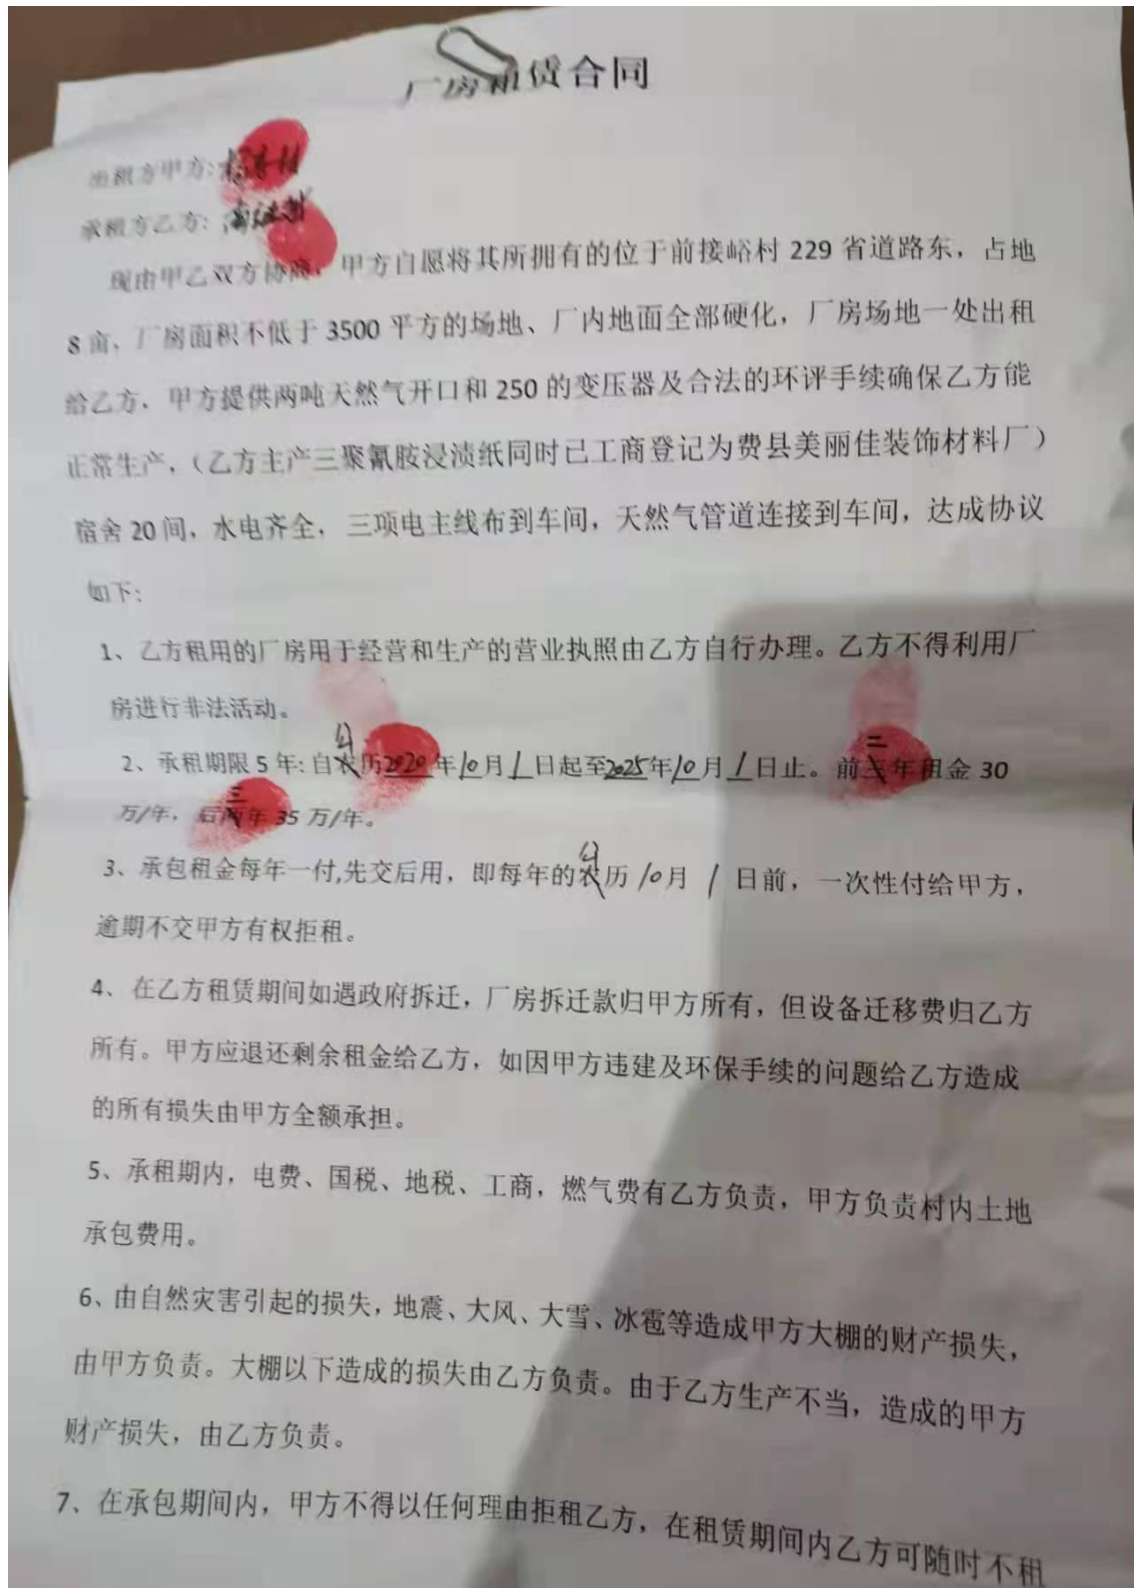 厂房租赁合同
出租方甲方:
承租方乙方:
现由甲乙双方协商，甲方自愿将其所拥有的位于前接峪村 229 省道路东，占地
8 亩、厂房面积不低于 3500 平方的场地、厂内地面全部硬化，厂房场地一处出租
给乙方、甲方提供两吨天然气开口和 250 的变压器及合法的环评手续确保乙方能
正常生产，（乙方主产三聚氰胺浸渍纸同时已工商登记为费县美丽佳装饰材料厂）
宿舍 20 间，水电齐全，三项电主线布到车间，天然气管道连接到车间，达成协议
如下:
1、乙方租用的厂房用于经营和生产的营业执照由乙方自行办理。乙方不得利用厂
房进行非法活动。
2、承租期限 5 年: 自公历2020年10月1日起至2025年10月1日止。前二年租金 30
万/年，后三年 35 万/年。
3、承包租金每年一付,先交后用，即每年的公历 10月 1 日前，一次性付给甲方，
逾期不交甲方有权拒租。
4、在乙方租赁期间如遇政府拆迁，厂房拆迁款归甲方所有，但设备迁移费归乙方
所有。甲方应退还剩余租金给乙方，如因甲方违建及环保手续的问题给乙方造成
的所有损失由甲方全额承担。
5、承租期内，电费、国税、地税、工商，燃气费有乙方负责，甲方负责村内土地
承包费用。
6、由自然灾害引起的损失，地震、大风、大雪、冰雹等造成甲方大棚的财产损失，
由甲方负责。大棚以下造成的损失由乙方负责。由于乙方生产不当，造成的甲方
财产损失，由乙方负责。
7、在承包期间内，甲方不得以任何理由拒租乙方，在租赁期间内乙方可随时不租